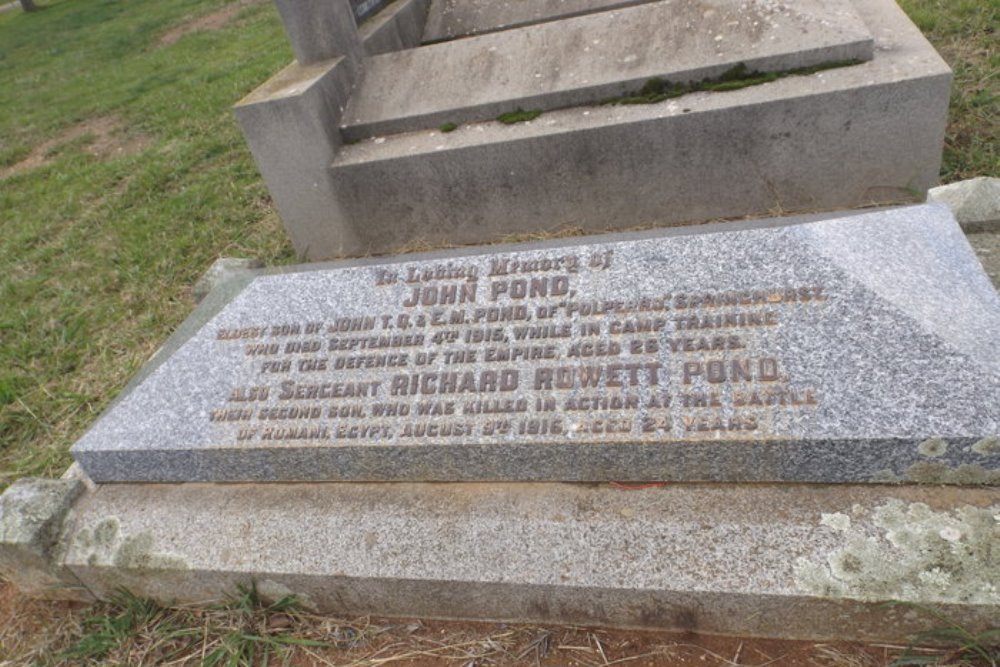 In Loving Memory of
JOHN POND,
ELDEST SON OF JOHN T. Q. & E. M. POND, OF "POLPEARO," SPRINGHURST,
WHO DIED SEPTEMBER 4TH 1915, WHILE IN CAMP TRAINING
FOR THE DEFENCE OF THE EMPIRE, AGED 26 YEARS.
ALSO SERGEANT RICHARD ROWETT POND,
THEIR SECOND SON, WHO WAS KILLED IN ACTION AT THE BATTLE
OF ROMANI, EGYPT, AUGUST 9TH 1916, AGED 24 YEARS.